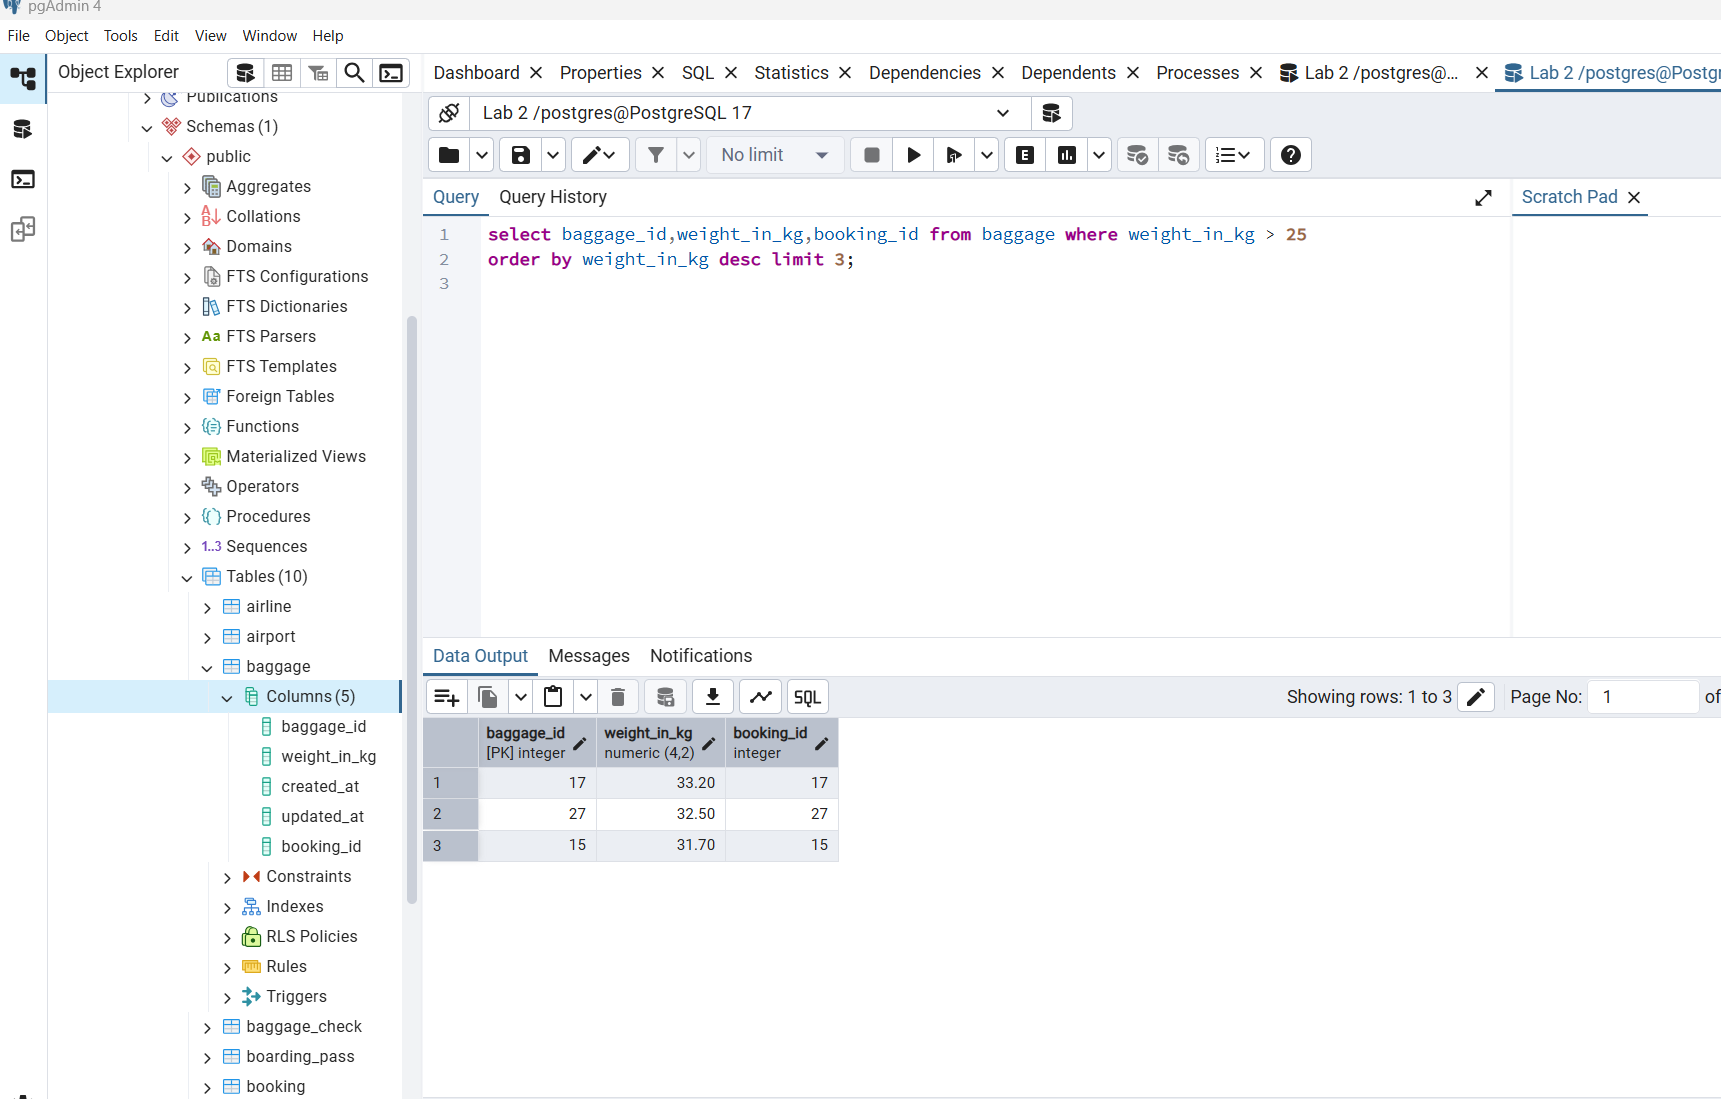 pgAdmin 4
File Object Tools Edit View Window Help
Object Explorer
Dashboard Properties SQL Statistics Dependencies Dependents Processes Lab 2 /postgres@... Lab 2 /postgres@Postgr
Publications
Schemas (1)
public
Aggregates
Collations
Domains
FTS Configurations
FTS Dictionaries
Aa FTS Parsers
FTS Templates
Foreign Tables
Functions
Materialized Views
Operators
Procedures
1..3 Sequences
Tables (10)
airline
airport
baggage
Columns (5)
baggage_id
weight_in_kg
created_at
updated_at
booking_id
Constraints
Indexes
RLS Policies
Rules
Triggers
baggage_check
boarding_pass
booking
Lab 2 /postgres@PostgreSQL 17
No limit E
Query Query History
Scratch Pad
1 select baggage_id,weight_in_kg,booking_id from baggage where weight_in_kg > 25
2 order by weight_in_kg desc limit 3;
3
Data Output Messages Notifications
SQL Showing rows: 1 to 3 Page No: 1 of
baggage_id weight_in_kg booking_id
[PK] integer numeric (4,2) integer
1 17 33.20 17
2 27 32.50 27
3 15 31.70 15